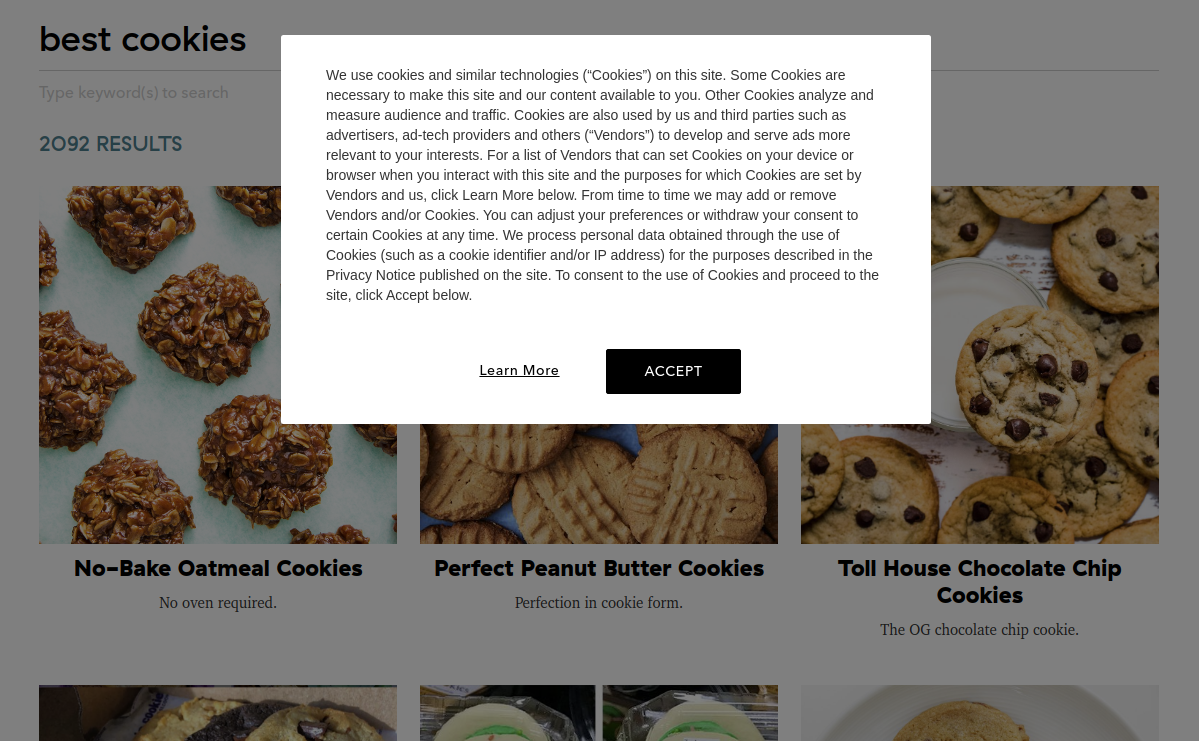 best cookies
Type keyword(s) to search
2092 RESULTS
We use cookies and similar technologies (“Cookies”) on this site. Some Cookies are
necessary to make this site and our content available to you. Other Cookies analyze and
measure audience and traffic. Cookies are also used by us and third parties such as
advertisers, ad-tech providers and others (“Vendors”) to develop and serve ads more
relevant to your interests. For a list of Vendors that can set Cookies on your device or
browser when you interact with this site and the purposes for which Cookies are set by
Vendors and us, click Learn More below. From time to time we may add or remove
Vendors and/or Cookies. You can adjust your preferences or withdraw your consent to
certain Cookies at any time. We process personal data obtained through the use of
Cookies (such as a cookie identifier and/or IP address) for the purposes described in the
Privacy Notice published on the site. To consent to the use of Cookies and proceed to the
site, click Accept below.
Learn More
ACCEPT
No-Bake Oatmeal Cookies
No oven required.
Perfect Peanut Butter Cookies
Perfection in cookie form.
Toll House Chocolate Chip
Cookies
The OG chocolate chip cookie.